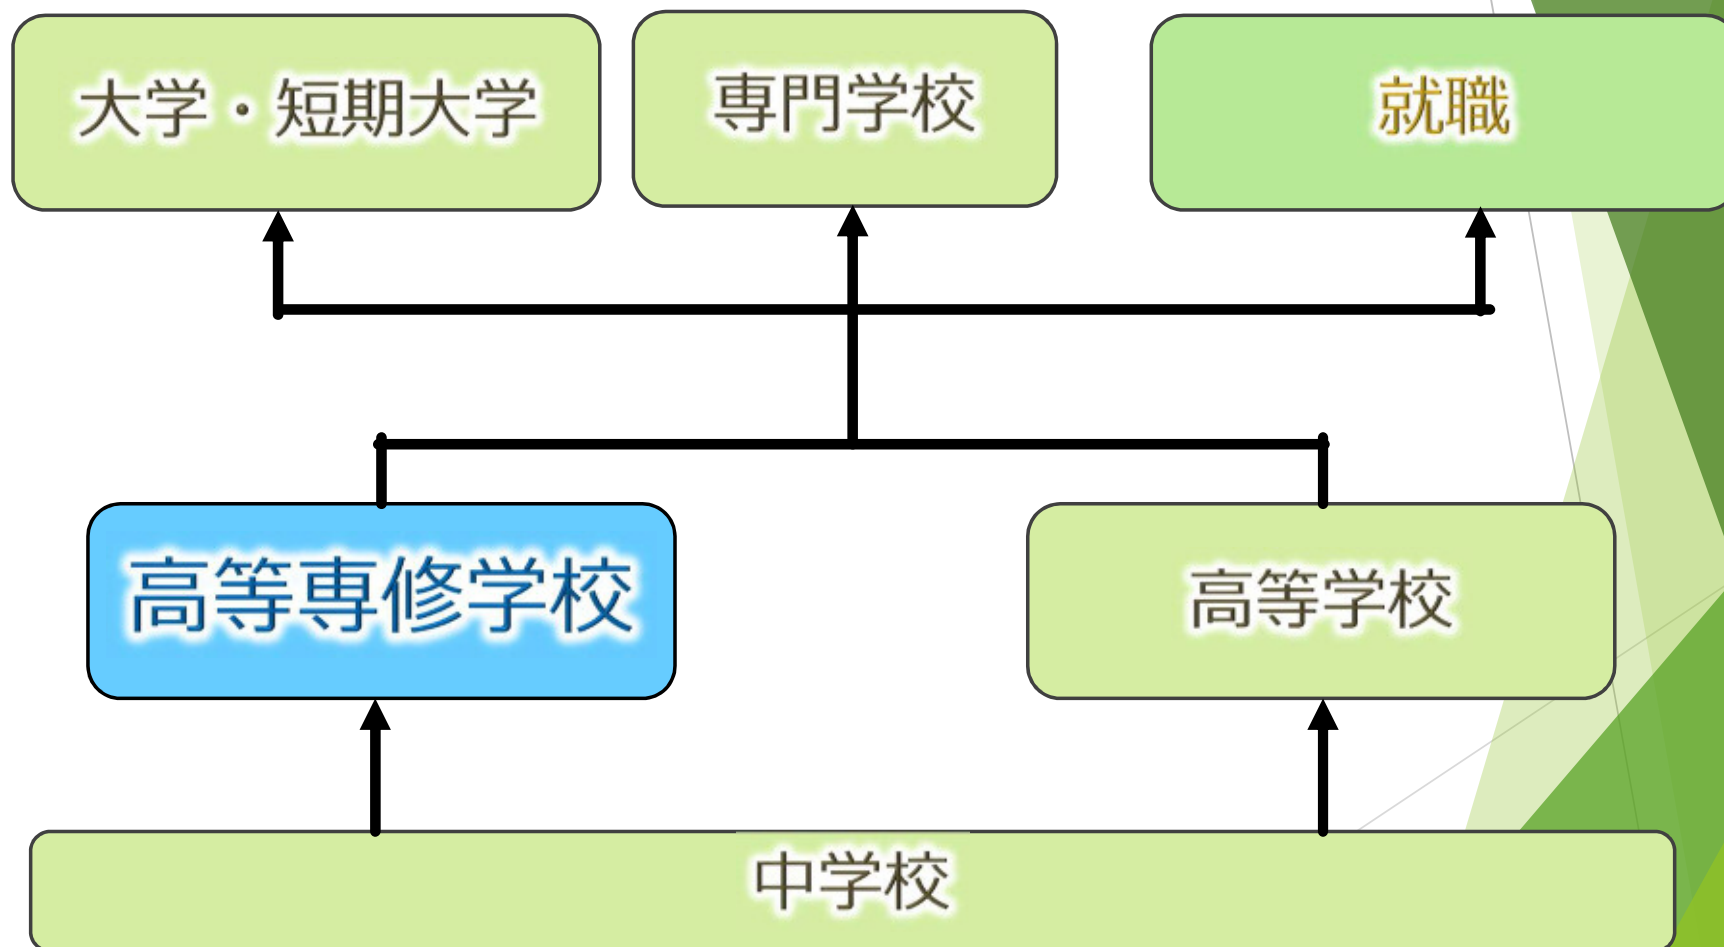 大学・短期大学
専門学校
就職
高等専修学校
高等学校
中学校